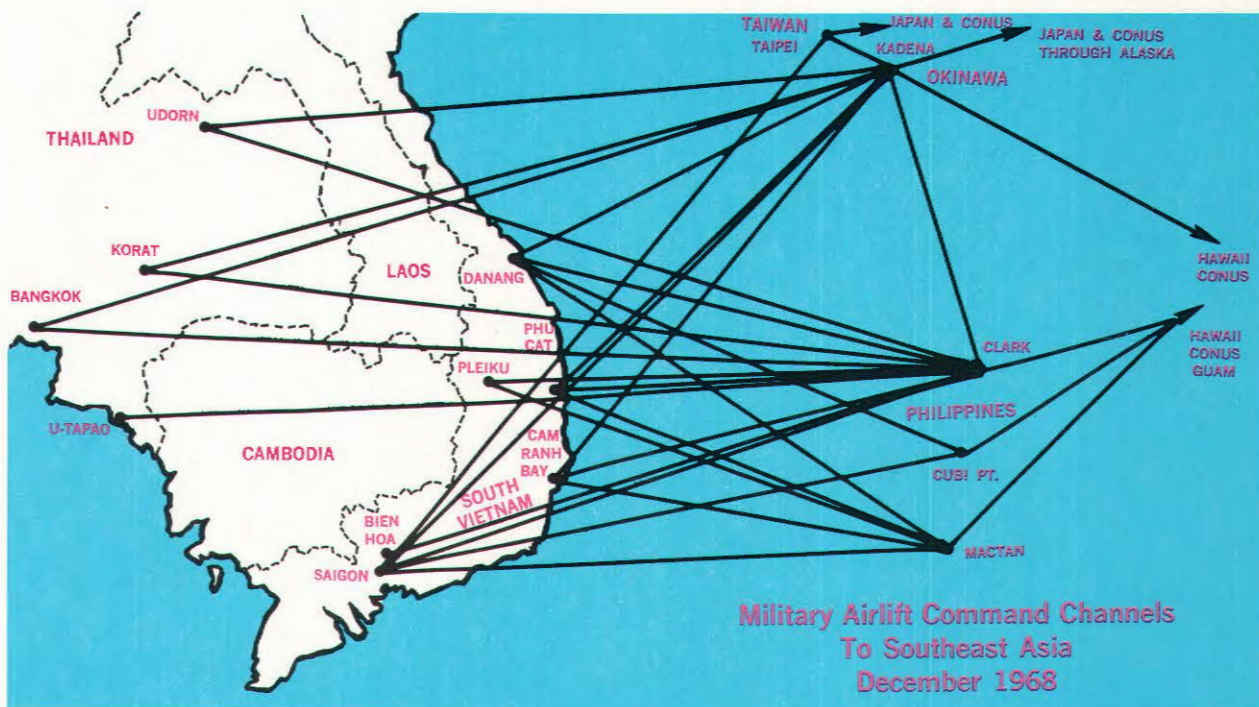 TAIWAN
TAIPEI
JAPAN & CONUS
KADENA
OKINAWA
JAPAN & CONUS
THROUGH ALASKA
UDORN
THAILAND
KORAT
LAOS
DANANG
HAWAII
CONUS
BANGKOK
PHU
CAT
PLEIKU
CLARK
HAWAII
CONUS
GUAM
U-TAPAO
CAMBODIA
CAM
RANH
BAY
PHILIPPINES
CUBI PT.
SOUTH
VIETNAM
BIEN
HOA
SAIGON
MACTAN
Military Airlift Command Channels
To Southeast Asia
December 1968